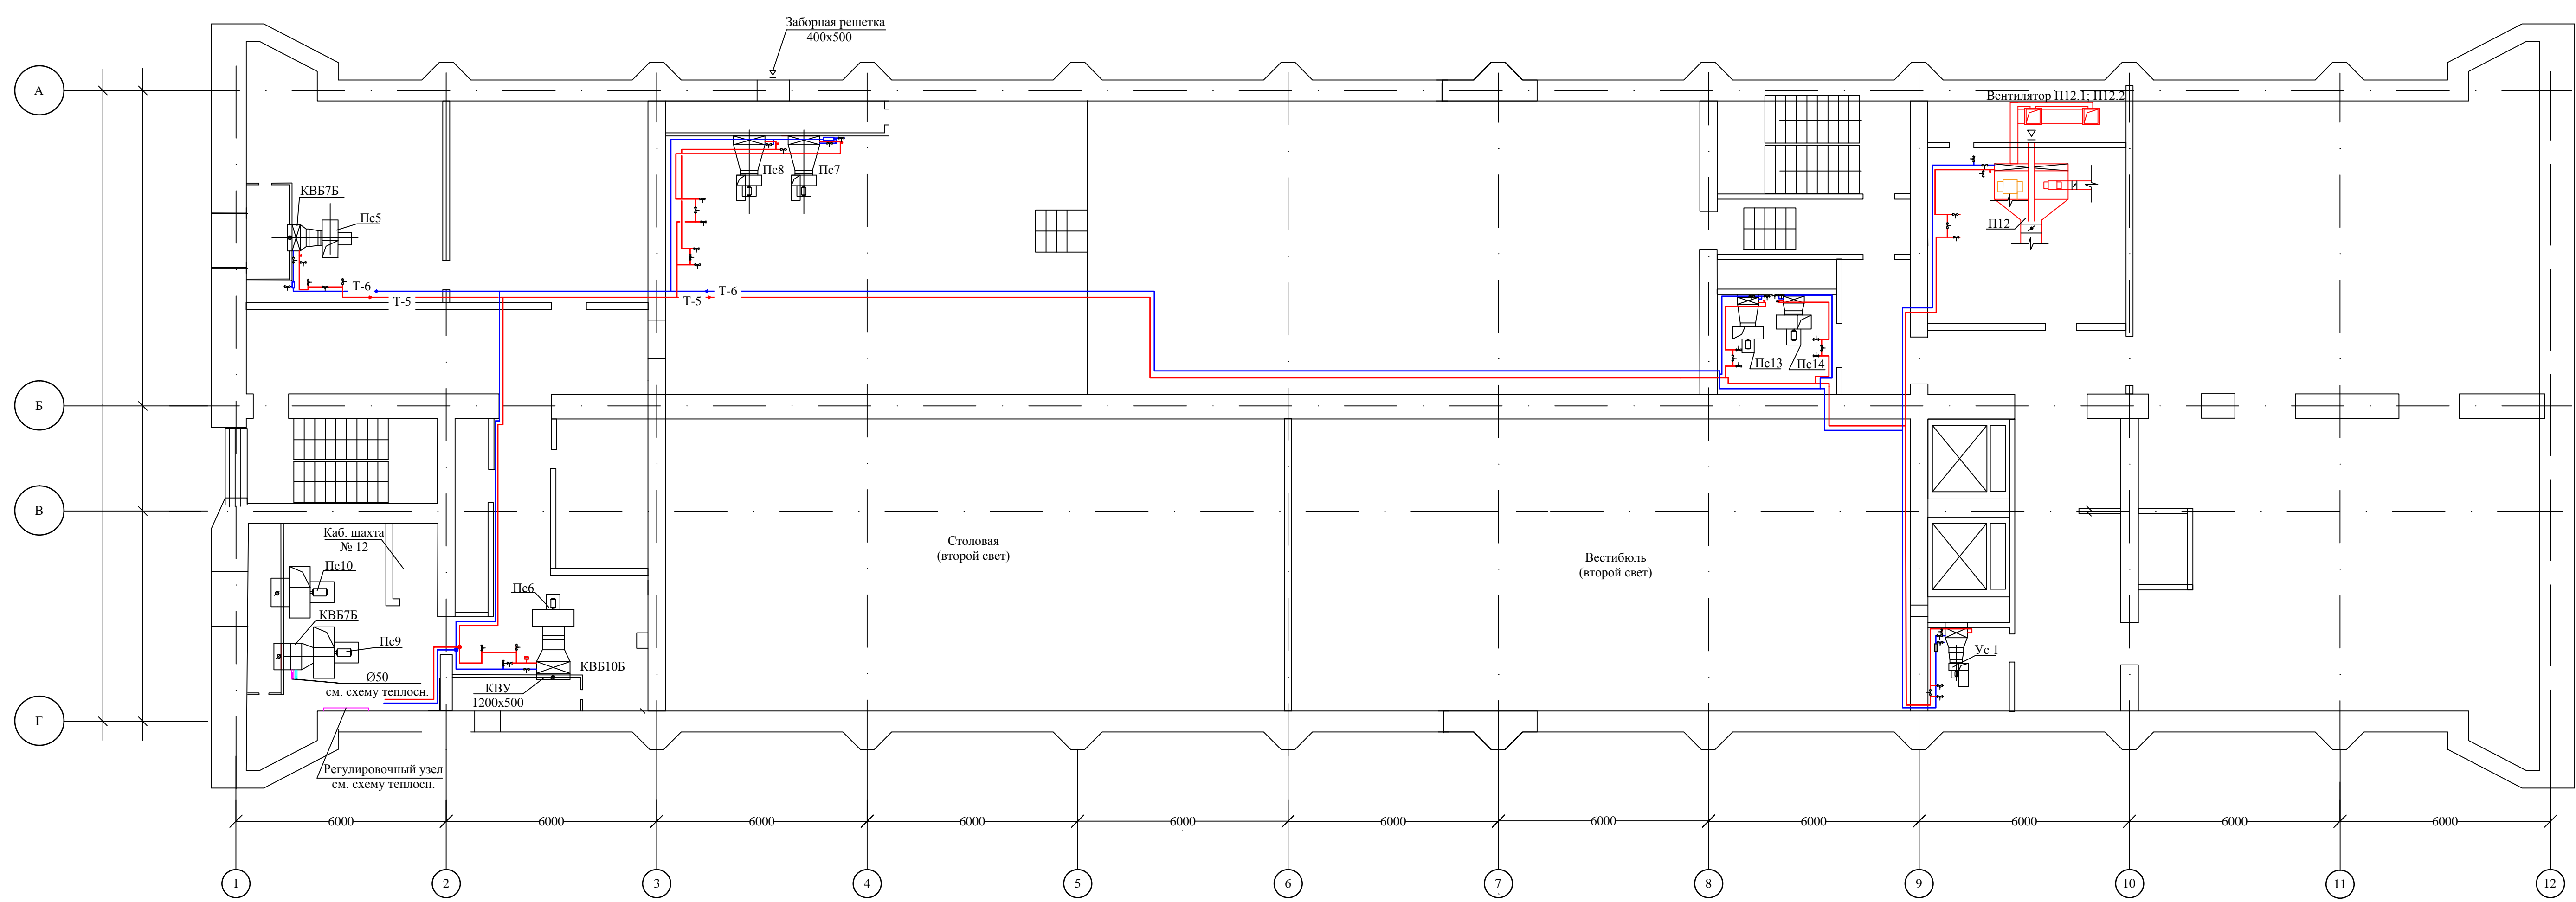 Заборная решетка
400х500
А
Вентилятор П12.1; П12.2
Пс8
Пс7
КВБ7Б
Пс5
П12
Т-6
Т-5
Т-6
Т-5
Пс13
Пс14
Б
В
Каб. шахта
№ 12
Столовая
(второй свет)
Вестибюль
(второй свет)
Пс10
Пс6
КВБ7Б
Пс9
КВБ10Б
Ус 1
Ø50
см. схему теплосн.
КВУ
1200х500
Г
Регулировочный узел
см. схему теплосн.
6000
6000
6000
6000
6000
6000
6000
6000
6000
6000
6000
1
2
3
4
5
6
7
8
9
10
11
12